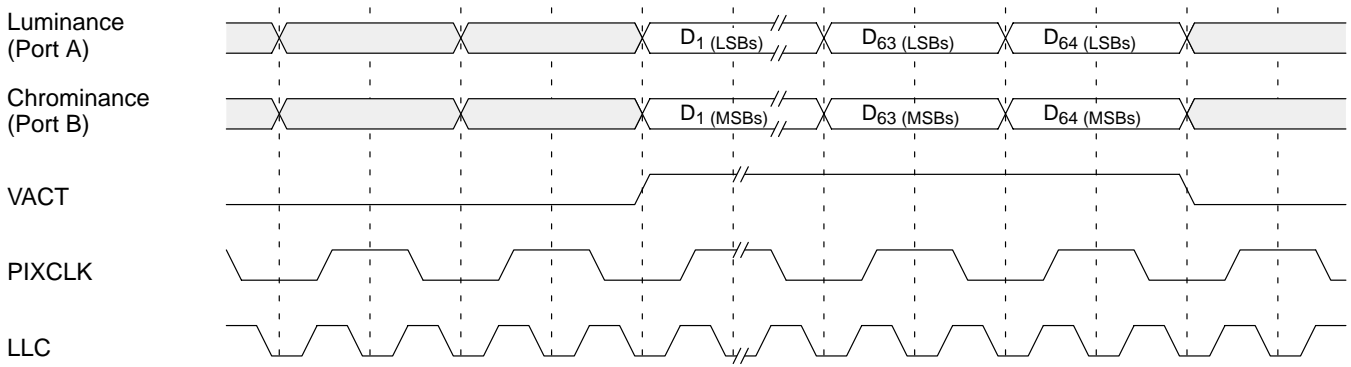 Luminance
(Port A)
D1 (LSBs) D63 (LSBs) D64 (LSBs)
Chrominance
(Port B)
D1 (MSBs) D63 (MSBs) D64 (MSBs)
VACT
PIXCLK
LLC